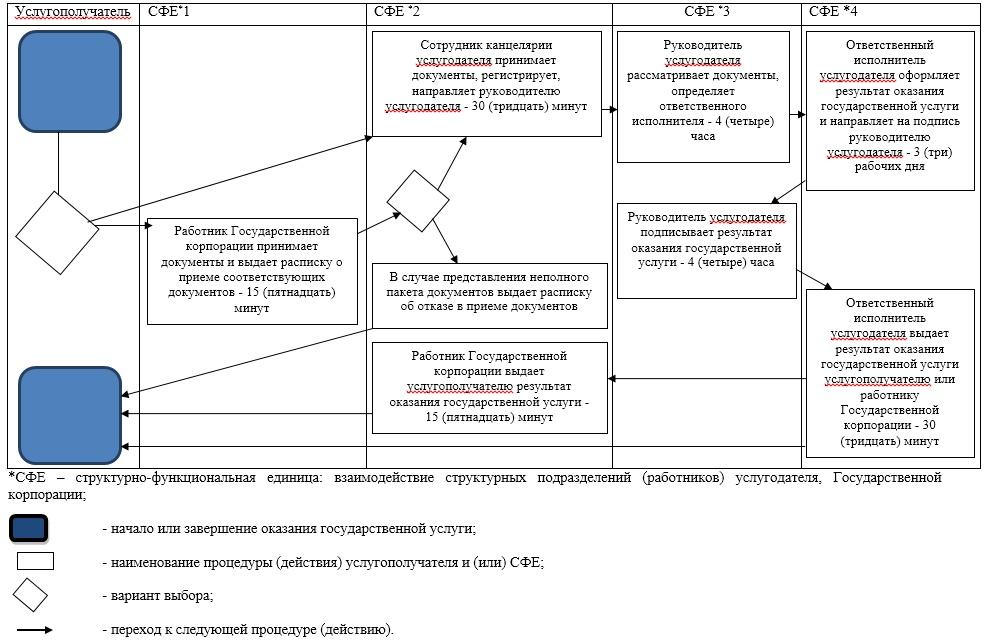 Услугополучатель
СФЕ*1
СФЕ *2
СФЕ *3
СФЕ *4
Сотрудник канцелярии
услугодателя принимает
документы, регистрирует,
направляет руководителю
услугодателя - 30 (тридцать) минут
Руководитель
услугодателя
рассматривает документы,
определяет
ответственного
исполнителя - 4 (четыре)
часа
Ответственный
исполнитель
услугодателя оформляет
результат оказания
государственной услуги
и направляет на подпись
руководителю
услугодателя - 3 (три)
рабочих дня
Работник Государственной
корпорации принимает
документы и выдает расписку о
приеме соответствующих
документов - 15 (пятнадцать)
минут
Руководитель услугодателя
подписывает результат
оказания государственной
услуги - 4 (четыре) часа
В случае представления неполного
пакета документов выдает расписку
об отказе в приеме документов
Ответственный
исполнитель
услугодателя выдает
результат оказания
государственной услуги
услугополучателю или
работнику
Государственной
корпорации - 30
(тридцать) минут
Работник Государственной
корпорации выдает
услугополучателю результат
оказания государственной услуги -
15 (пятнадцать) минут
*СФЕ – структурно-функциональная единица: взаимодействие структурных подразделений (работников) услугодателя, Государственной
корпорации;
- начало или завершение оказания государственной услуги;
- наименование процедуры (действия) услугополучателя и (или) СФЕ;
- вариант выбора;
- переход к следующей процедуре (действию).